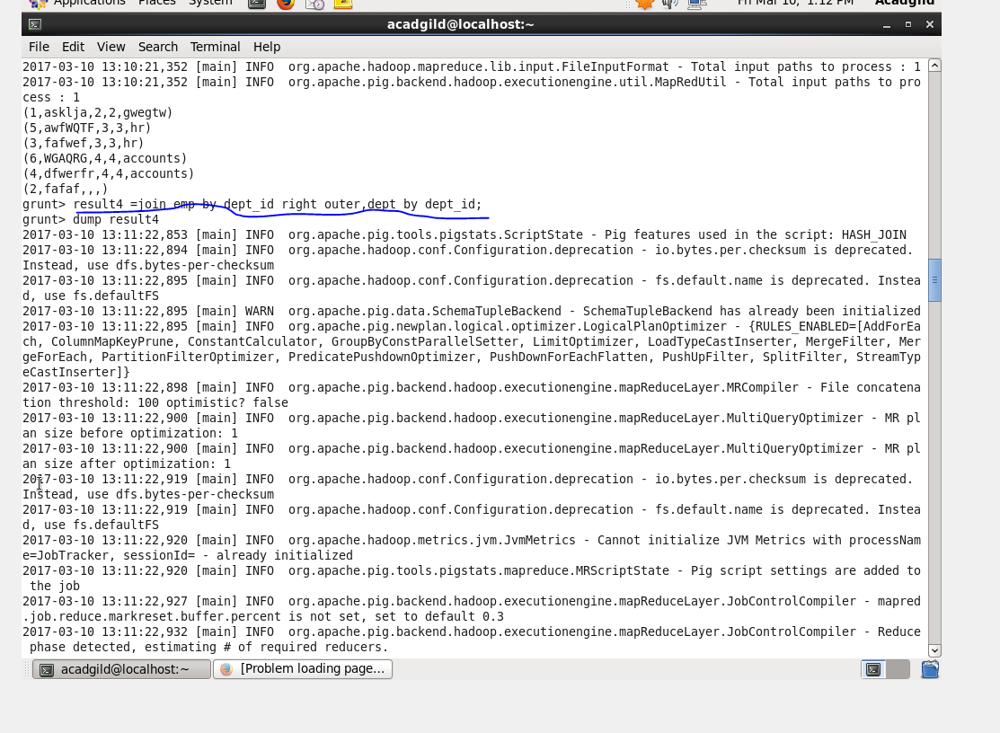 Applications Places System Fri Mar 10, 1:12 PM Acadgild
acadgild@localhost:~
File Edit View Search Terminal Help
2017-03-10 13:10:21,352 [main] INFO  org.apache.hadoop.mapreduce.lib.input.FileInputFormat - Total input paths to process : 1
2017-03-10 13:10:21,352 [main] INFO  org.apache.pig.backend.hadoop.executionengine.util.MapRedUtil - Total input paths to pro
cess : 1
(1,asklja,2,2,gwegtw)
(5,awfWQTF,3,3,hr)
(3,fafwef,3,3,hr)
(6,WGAQRG,4,4,accounts)
(4,dfwerfr,4,4,accounts)
(2,fafaf,,,)
grunt> result4 =join emp by dept_id right outer,dept by dept_id;
grunt> dump result4
2017-03-10 13:11:22,853 [main] INFO  org.apache.pig.tools.pigstats.ScriptState - Pig features used in the script: HASH_JOIN
2017-03-10 13:11:22,894 [main] INFO  org.apache.hadoop.conf.Configuration.deprecation - io.bytes.per.checksum is deprecated.
Instead, use dfs.bytes-per-checksum
2017-03-10 13:11:22,895 [main] INFO  org.apache.hadoop.conf.Configuration.deprecation - fs.default.name is deprecated. Instea
d, use fs.defaultFS
2017-03-10 13:11:22,895 [main] WARN  org.apache.pig.data.SchemaTupleBackend - SchemaTupleBackend has already been initialized
2017-03-10 13:11:22,895 [main] INFO  org.apache.pig.newplan.logical.optimizer.LogicalPlanOptimizer - {RULES_ENABLED=[AddForEa
ch, ColumnMapKeyPrune, ConstantCalculator, GroupByConstParallelSetter, LimitOptimizer, LoadTypeCastInserter, MergeFilter, Mer
geForEach, PartitionFilterOptimizer, PredicatePushdownOptimizer, PushDownForEachFlatten, PushUpFilter, SplitFilter, StreamTyp
eCastInserter]}
2017-03-10 13:11:22,898 [main] INFO  org.apache.pig.backend.hadoop.executionengine.mapReduceLayer.MRCompiler - File concatena
tion threshold: 100 optimistic? false
2017-03-10 13:11:22,900 [main] INFO  org.apache.pig.backend.hadoop.executionengine.mapReduceLayer.MultiQueryOptimizer - MR pl
an size before optimization: 1
2017-03-10 13:11:22,900 [main] INFO  org.apache.pig.backend.hadoop.executionengine.mapReduceLayer.MultiQueryOptimizer - MR pl
an size after optimization: 1
2017-03-10 13:11:22,919 [main] INFO  org.apache.hadoop.conf.Configuration.deprecation - io.bytes.per.checksum is deprecated.
Instead, use dfs.bytes-per-checksum
2017-03-10 13:11:22,919 [main] INFO  org.apache.hadoop.conf.Configuration.deprecation - fs.default.name is deprecated. Instea
d, use fs.defaultFS
2017-03-10 13:11:22,920 [main] INFO  org.apache.hadoop.metrics.jvm.JvmMetrics - Cannot initialize JVM Metrics with processNam
e=JobTracker, sessionId= - already initialized
2017-03-10 13:11:22,920 [main] INFO  org.apache.pig.tools.pigstats.mapreduce.MRScriptState - Pig script settings are added to
 the job
2017-03-10 13:11:22,927 [main] INFO  org.apache.pig.backend.hadoop.executionengine.mapReduceLayer.JobControlCompiler - mapred
.job.reduce.markreset.buffer.percent is not set, set to default 0.3
2017-03-10 13:11:22,932 [main] INFO  org.apache.pig.backend.hadoop.executionengine.mapReduceLayer.JobControlCompiler - Reduce
 phase detected, estimating # of required reducers.
acadgild@localhost:~ [Problem loading page...